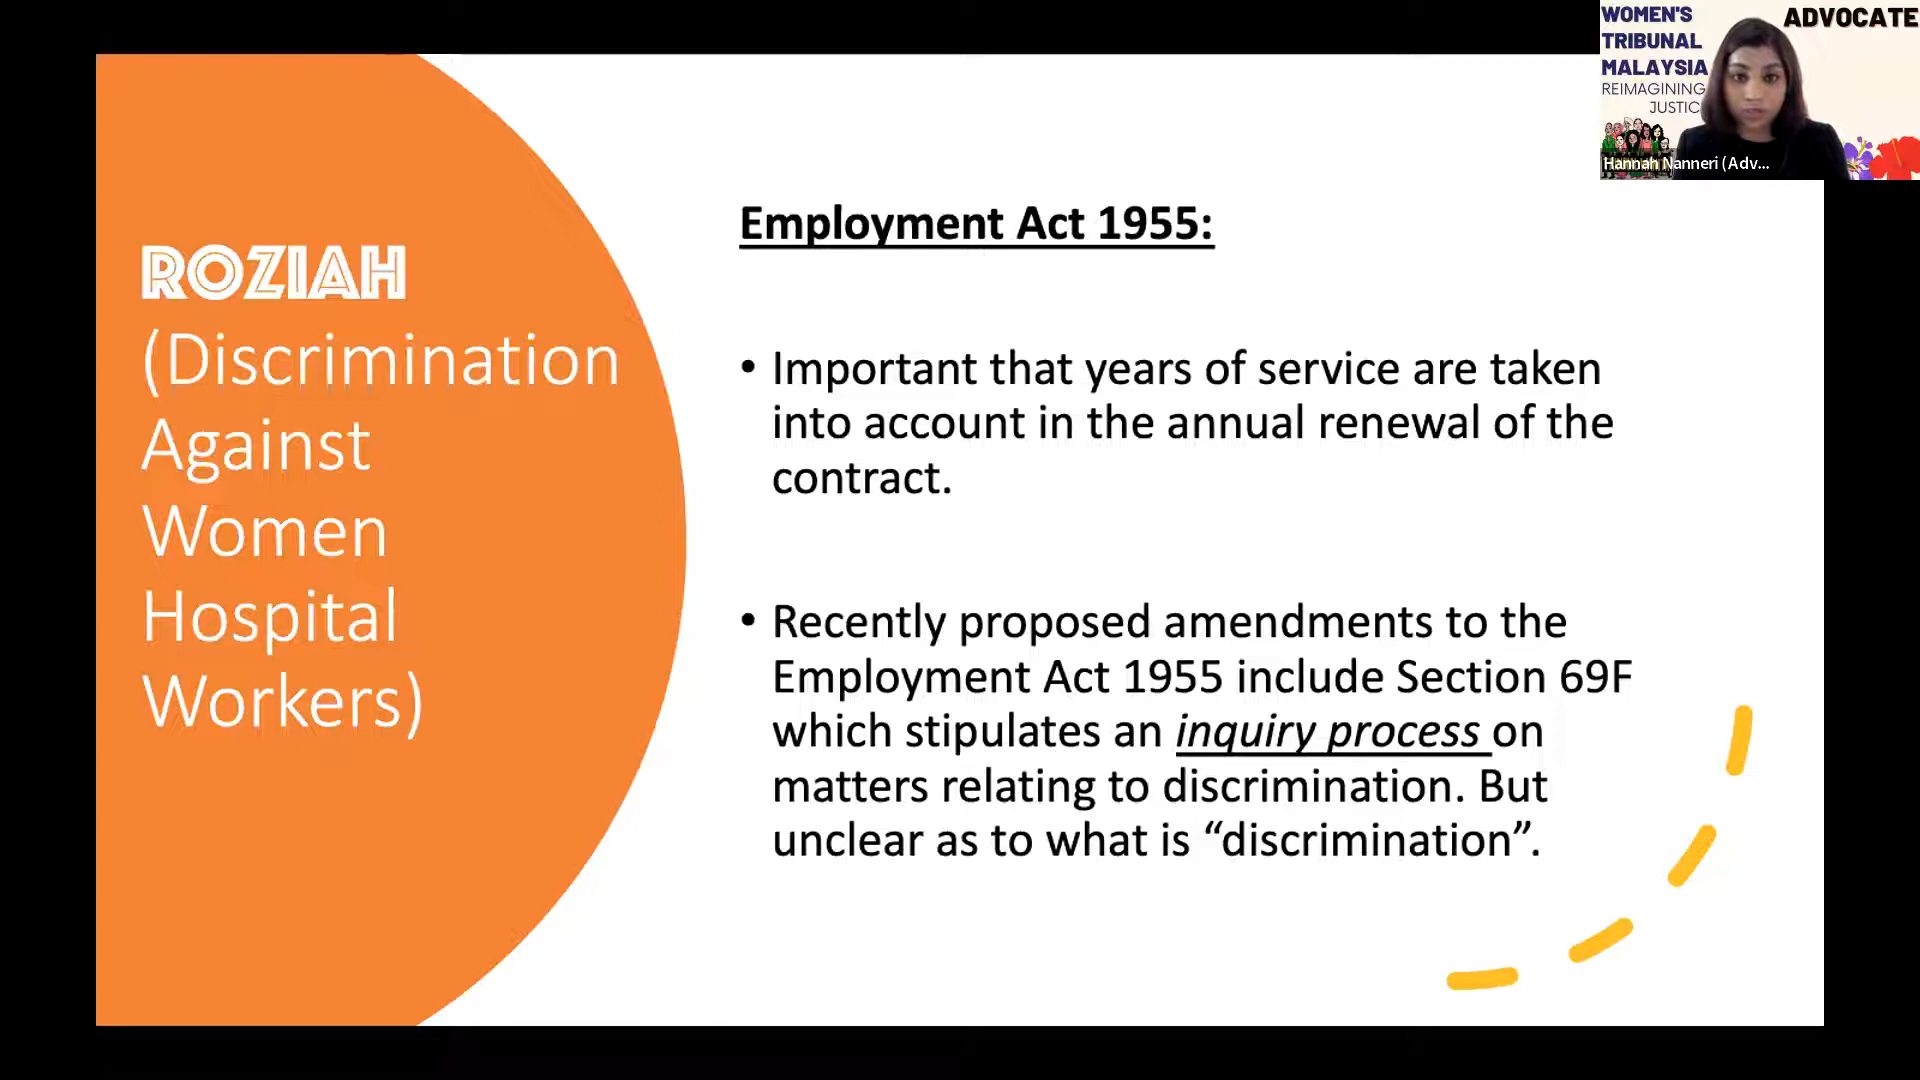 ROZIAH
(Discrimination
Against
Women
Hospital
Workers)
Employment Act 1955:
• Important that years of service are taken
into account in the annual renewal of the
contract.
• Recently proposed amendments to the
Employment Act 1955 include Section 69F
which stipulates an inquiry process on
matters relating to discrimination. But
unclear as to what is “discrimination”.
WOMEN'S
TRIBUNAL
MALAYSIA
REIMAGINING
JUSTIC
ADVOCATE
Hannah Nanneri (Adv...